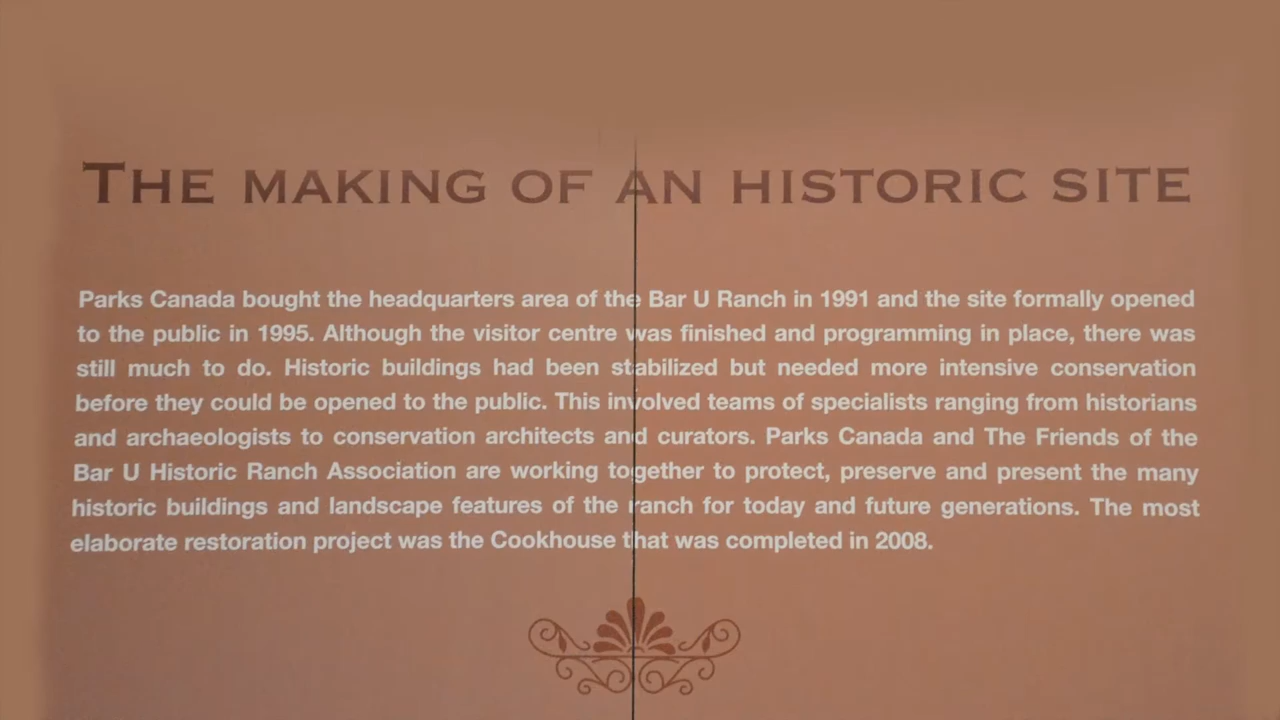 THE MAKING OF AN HISTORIC SITE
Parks Canada bought the headquarters area of the Bar U Ranch in 1991 and the site formally opened
to the public in 1995. Although the visitor centre was finished and programming in place, there was
still much to do. Historic buildings had been stabilized but needed more intensive conservation
before they could be opened to the public. This involved teams of specialists ranging from historians
and archaeologists to conservation architects and curators. Parks Canada and The Friends of the
Bar U Historic Ranch Association are working together to protect, preserve and present the many
historic buildings and landscape features of the ranch for today and future generations. The most
elaborate restoration project was the Cookhouse that was completed in 2008.